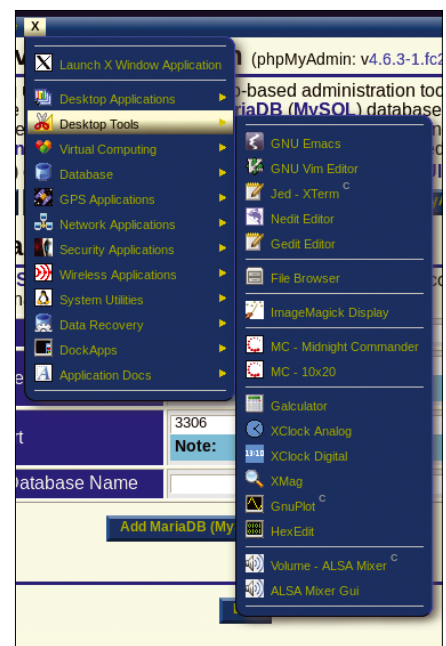 X
(phpMyAdmin: v4.6.3-1.fc2
Launch X Window Application
-based administration too
Desktop Applications
riaDB (MySQL) database
Desktop Tools
Virtual Computing
Database
GPS Applications
Network Applications
Security Applications
Wireless Applications
System Utilities
Data Recovery
DockApps
Application Docs
GNU Emacs
GNU Vim Editor
Jed - XTerm C
Nedit Editor
Gedit Editor
File Browser
ImageMagick Display
MC - Midnight Commander
MC - 10x20
Galculator
XClock Analog
XClock Digital
XMag
GnuPlot C
HexEdit
Volume - ALSA Mixer C
ALSA Mixer Gui
rt
3306
Note:
Database Name
Add MariaDB (My